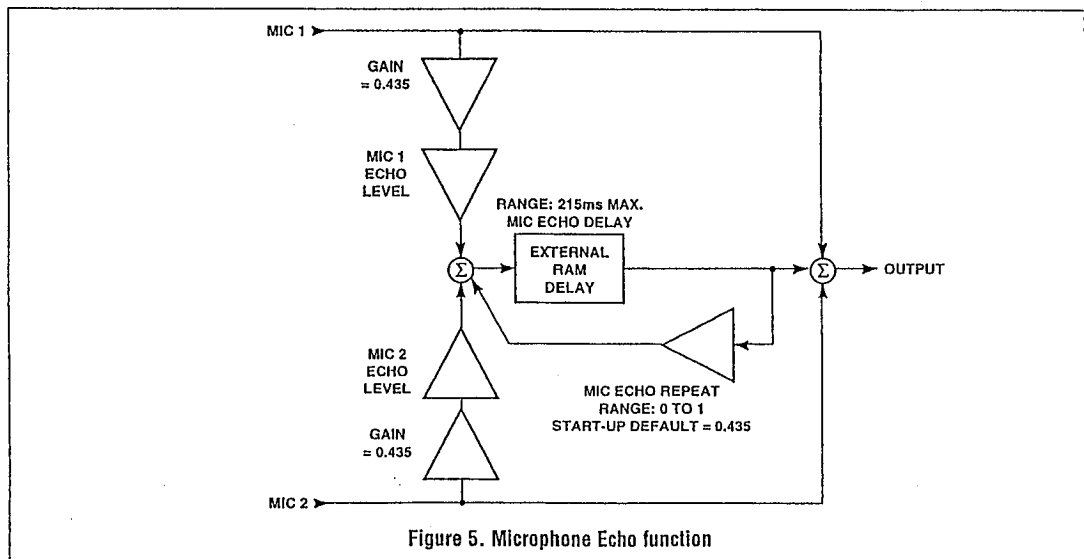 MIC 1
GAIN
= 0.435
MIC 1
ECHO
LEVEL
RANGE: 215ms MAX.
MIC ECHO DELAY
Σ
EXTERNAL
RAM
DELAY
Σ
OUTPUT
MIC 2
ECHO
LEVEL
MIC ECHO REPEAT
RANGE: 0 TO 1
START-UP DEFAULT = 0.435
GAIN
= 0.435
MIC 2
Figure 5. Microphone Echo function